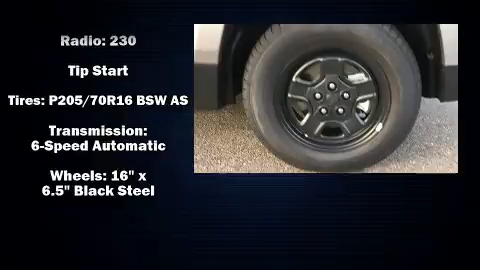 Radio: 230
Tip Start
Tires: P205/70R16 BSW AS
Transmission:
6-Speed Automatic
Wheels: 16" x
6.5" Black Steel